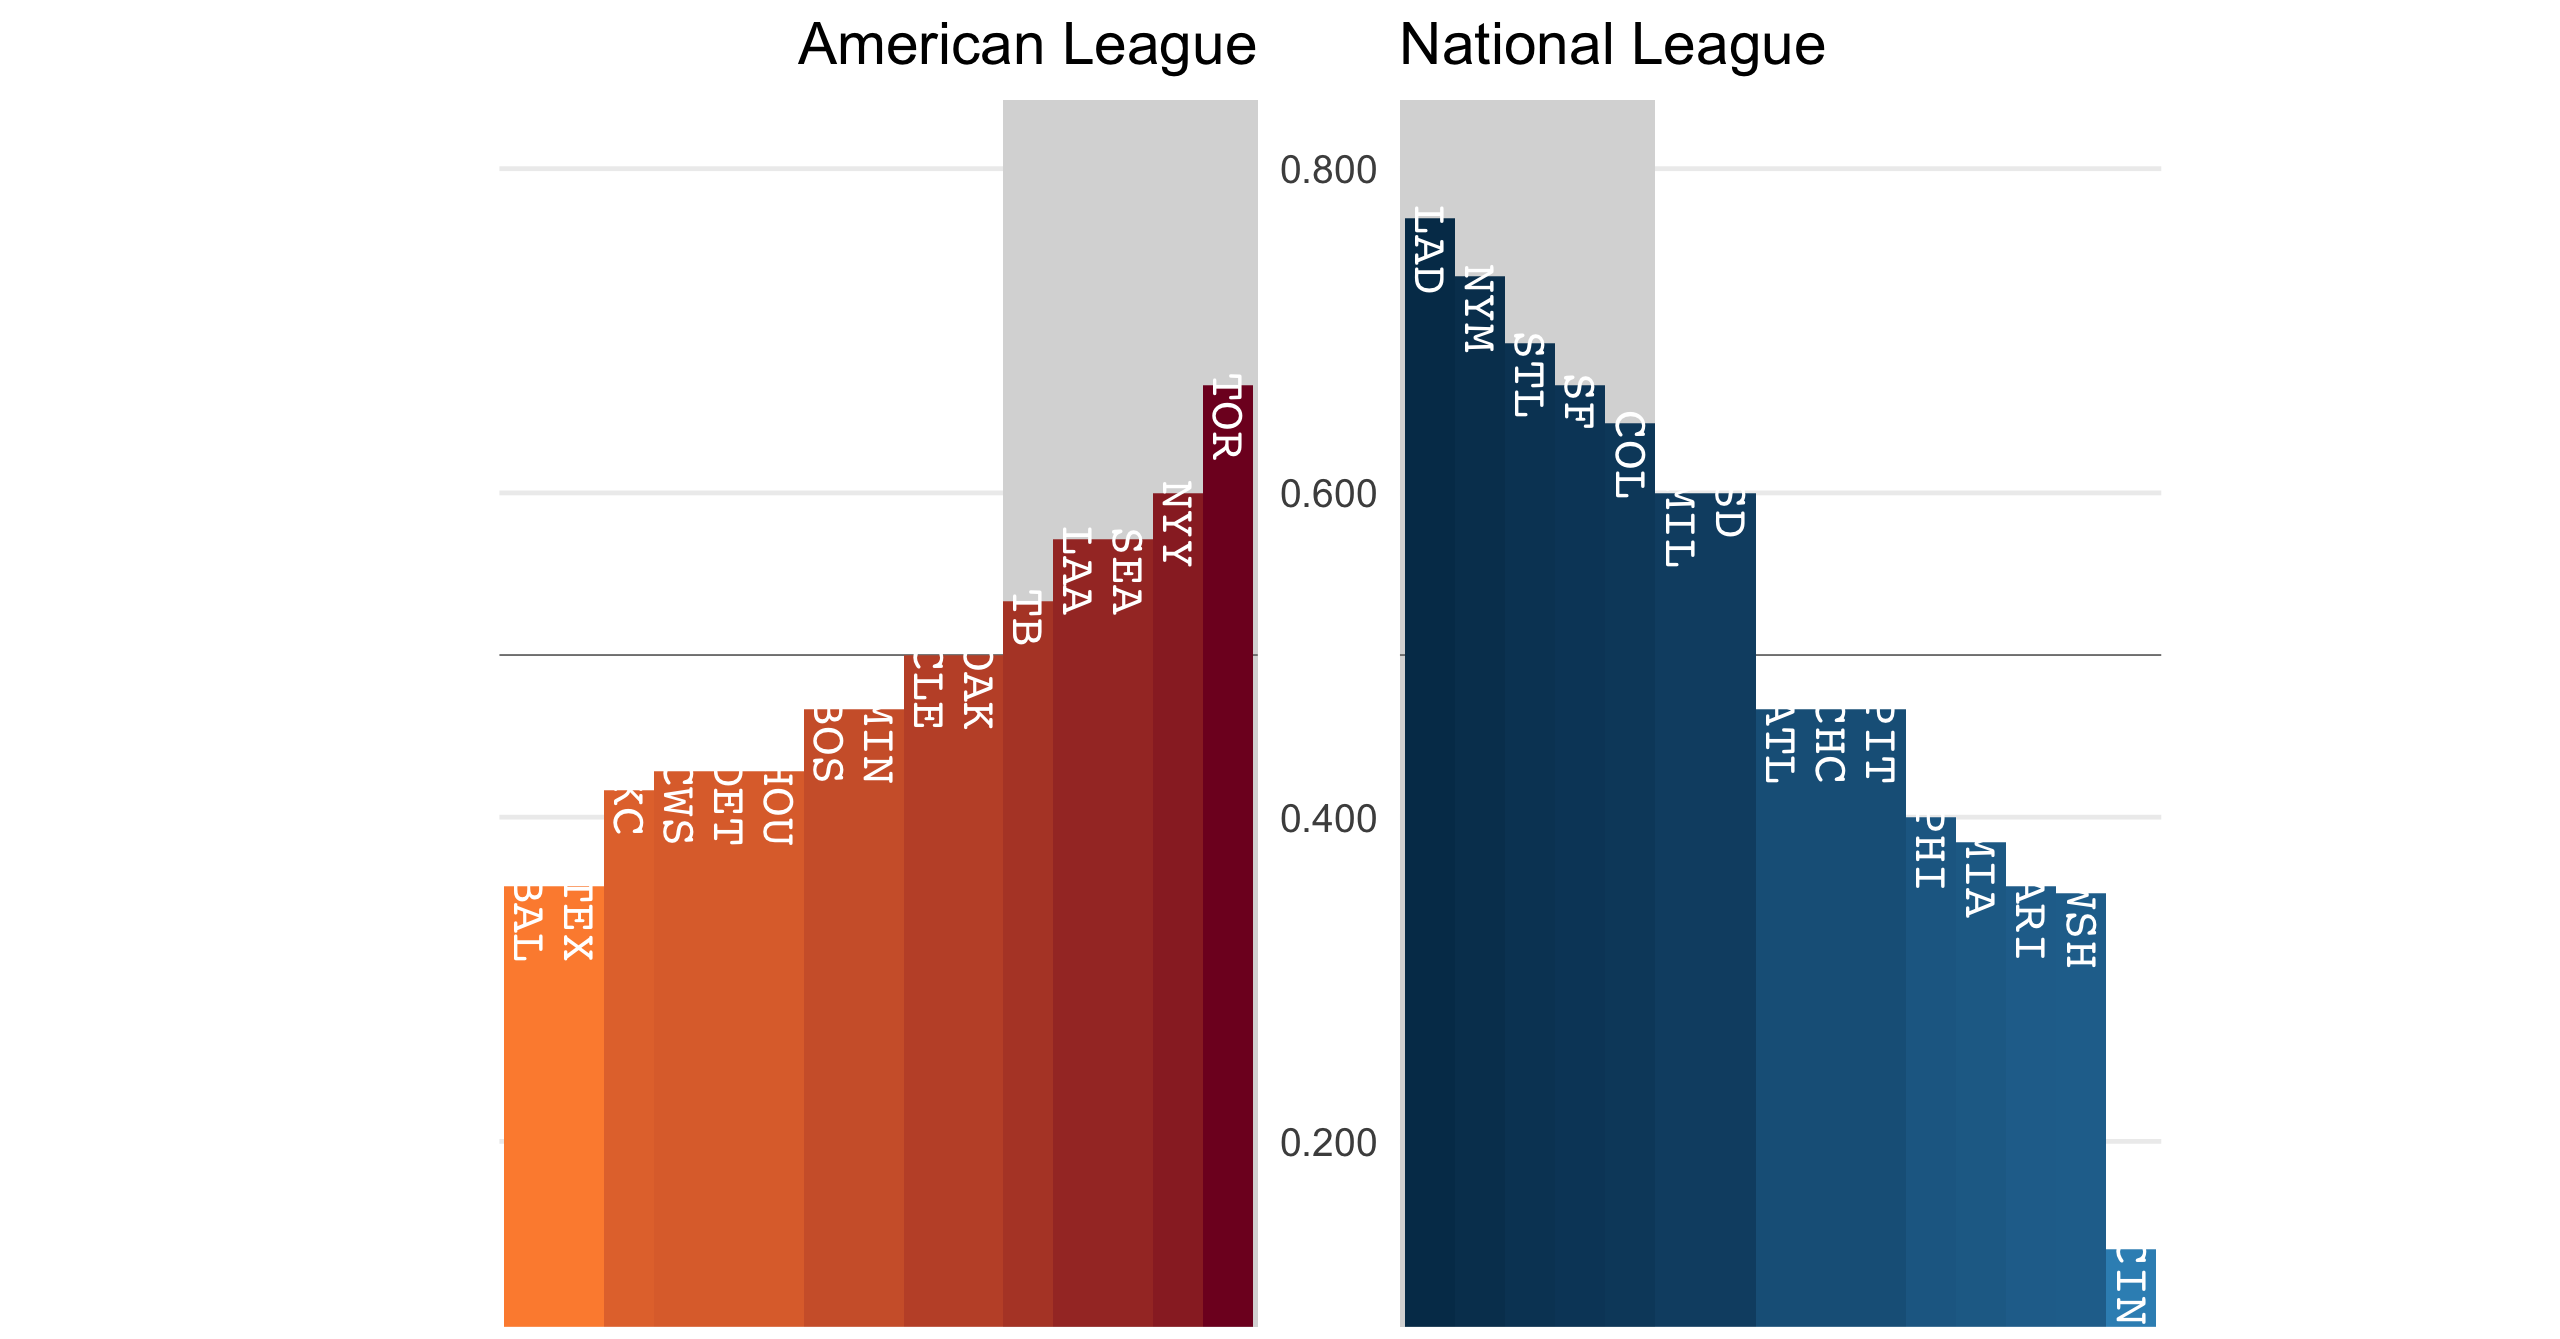 American League
National League
0.800
0.600
0.400
0.200
BAL
TEX
KC
CWS
DET
HOU
BOS
MIN
CLE
OAK
TB
LAA
SEA
NYY
TOR
LAD
NYM
STL
SF
COL
MIL
SD
ATL
CHC
PIT
PHI
MIA
ARI
WSH
CIN